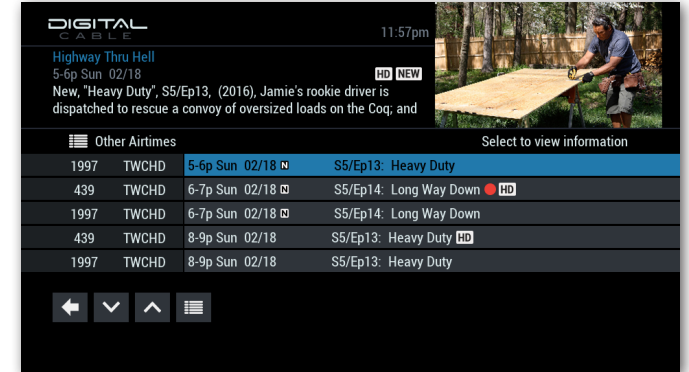 DIGITAL
CABLE
11:57pm
Highway Thru Hell
5-6p Sun 02/18 HD NEW
New, "Heavy Duty", S5/Ep13, (2016), Jamie's rookie driver is
dispatched to rescue a convoy of oversized loads on the Coq; and
Other Airtimes Select to view information
1997 TWCHD 5-6p Sun 02/18 N S5/Ep13: Heavy Duty
439 TWCHD 6-7p Sun 02/18 N S5/Ep14: Long Way Down HD
1997 TWCHD 6-7p Sun 02/18 N S5/Ep14: Long Way Down
439 TWCHD 8-9p Sun 02/18 S5/Ep13: Heavy Duty HD
1997 TWCHD 8-9p Sun 02/18 S5/Ep13: Heavy Duty